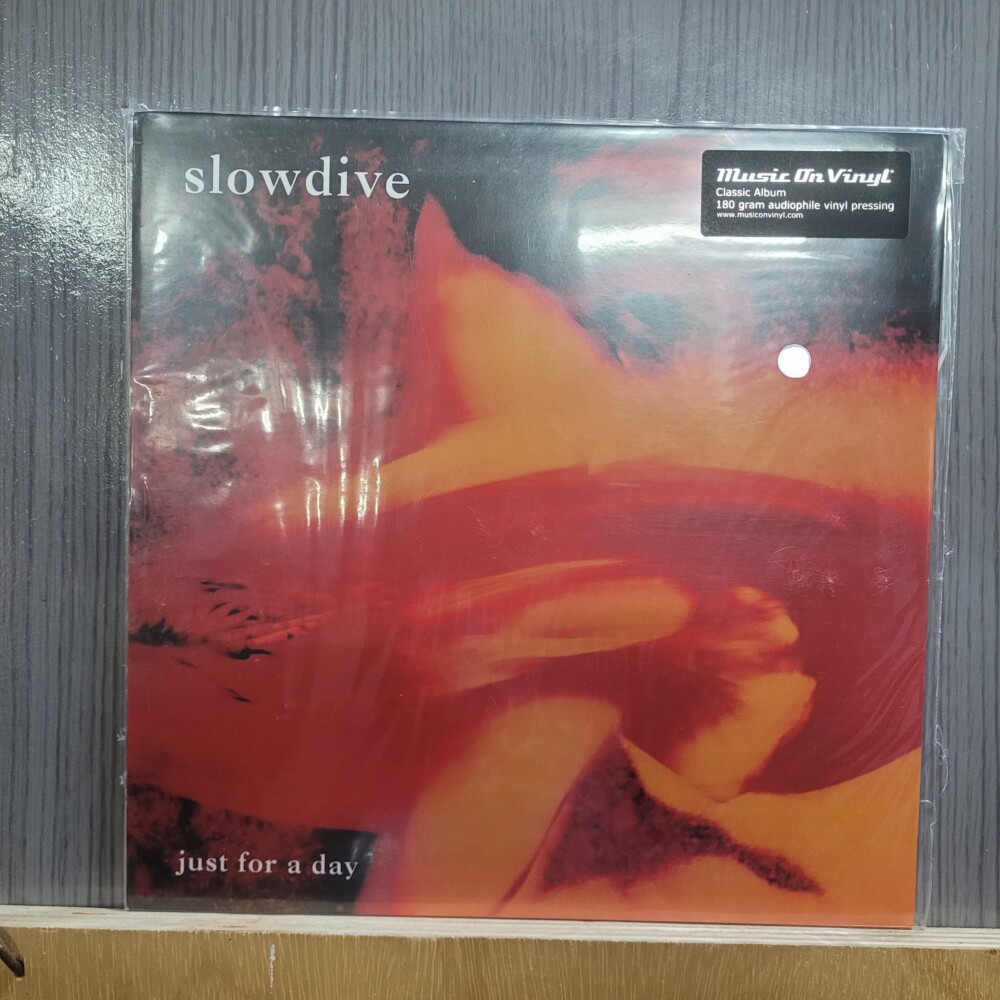 slowdive
Music On Vinyl
Classic Album
180 gram audiophile vinyl pressing
www.musiconvinyl.com
just for a day